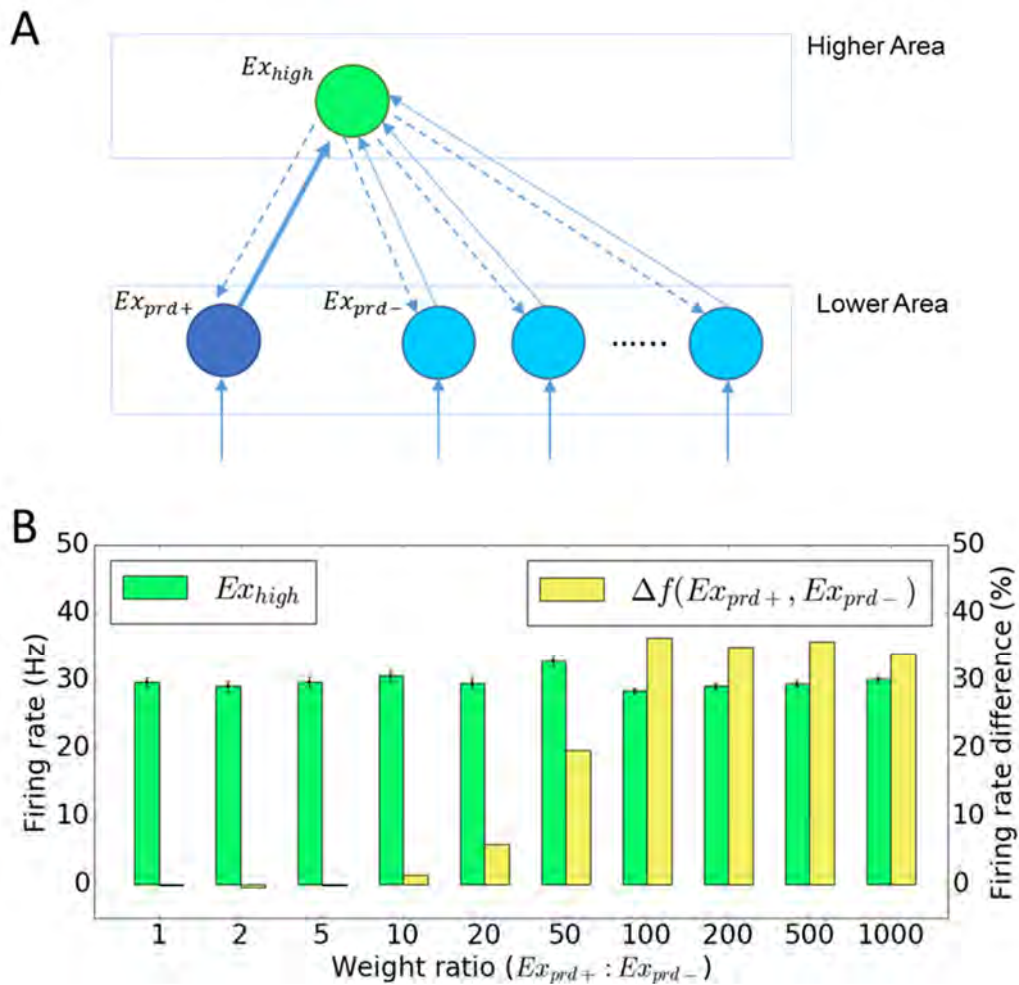 A
Higher Area
Ex_high
Ex_prd+
Ex_prd−
Lower Area
......
B
50
40
30
20
10
0
Firing rate (Hz)
Ex_high
Δf(Ex_prd+, Ex_prd−)
50
40
30
20
10
0
Firing rate difference (%)
1 2 5 10 20 50 100 200 500 1000
Weight ratio (Ex_prd+ : Ex_prd−)